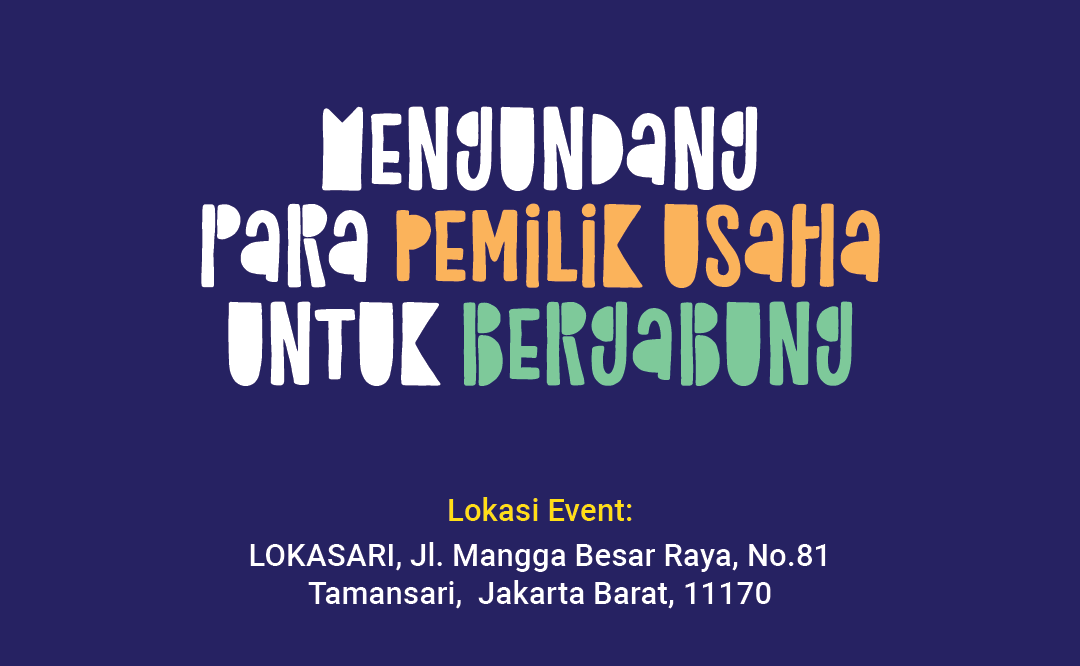 MENGUNDANG
PARA PEMILIK USAHA
UNTUK BERGABUNG
Lokasi Event:
LOKASARI, Jl. Mangga Besar Raya, No.81
Tamansari, Jakarta Barat, 11170